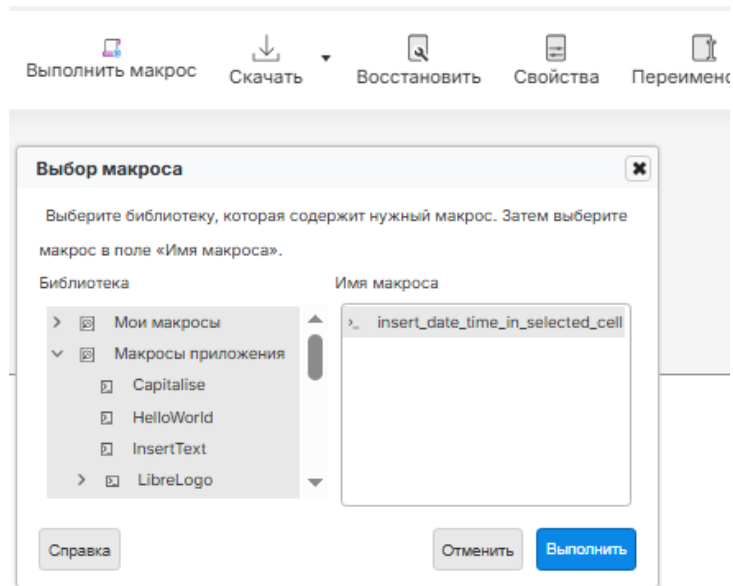 Выполнить макрос
Скачать
Восстановить
Свойства
Выбор макроса
Выберите библиотеку, которая содержит нужный макрос. Затем выберите
макрос в поле «Имя макроса».
Библиотека
Имя макроса
Мои макросы
insert_date_time_in_selected_cell
Макросы приложения
Capitalise
HelloWorld
InsertText
LibreLogo
Справка
Отменить
Выполнить